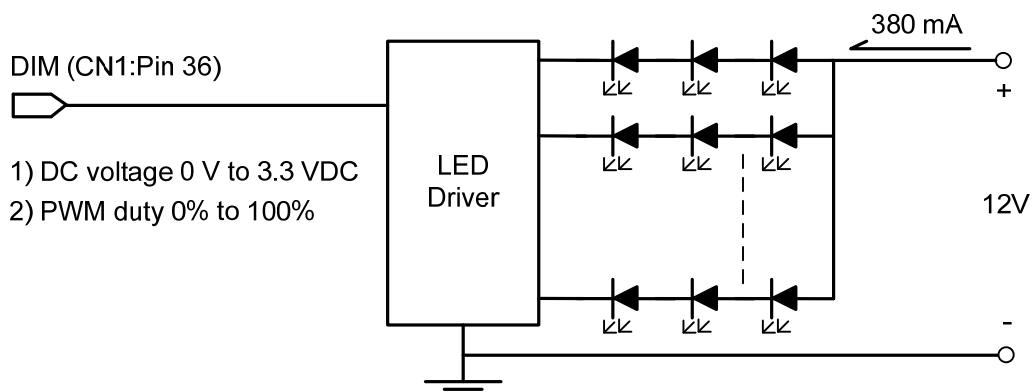 380 mA
DIM (CN1:Pin 36)
+
1) DC voltage 0 V to 3.3 VDC
2) PWM duty 0% to 100%
LED
Driver
12V
-